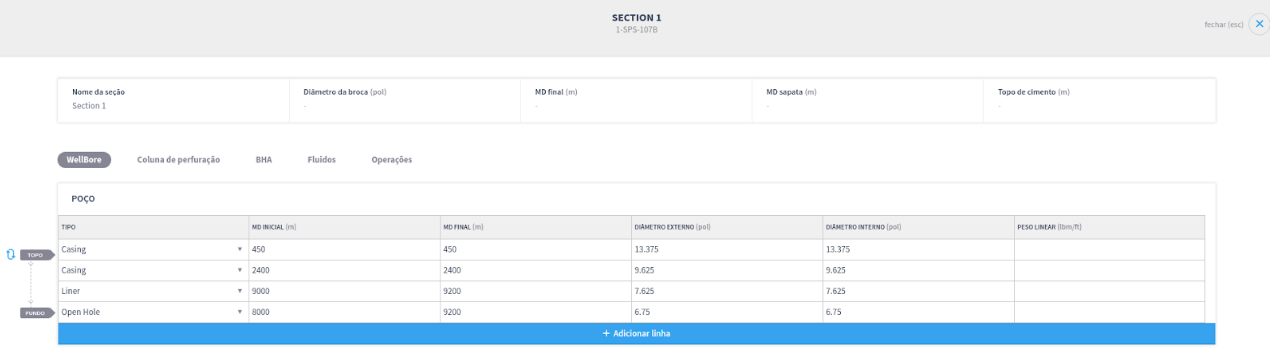 SECTION 1
1-SPS-107B
fechar (esc)
Nome da seção Diâmetro da broca (pol) MD final (m) MD sapata (m) Topo de cimento (m)
Section 1 - - - -
WellBore Coluna de perfuração BHA Fluidos Operações
POÇO
TIPO MD INICIAL (m) MD FINAL (m) DIÂMETRO EXTERNO (pol) DIÂMETRO INTERNO (pol) PESO LINEAR (lbm/ft)
TOPO Casing 450 450 13.375 13.375
Casing 2400 2400 9.625 9.625
Liner 9000 9200 7.625 7.625
FUNDO Open Hole 8000 9200 6.75 6.75
+ Adicionar linha